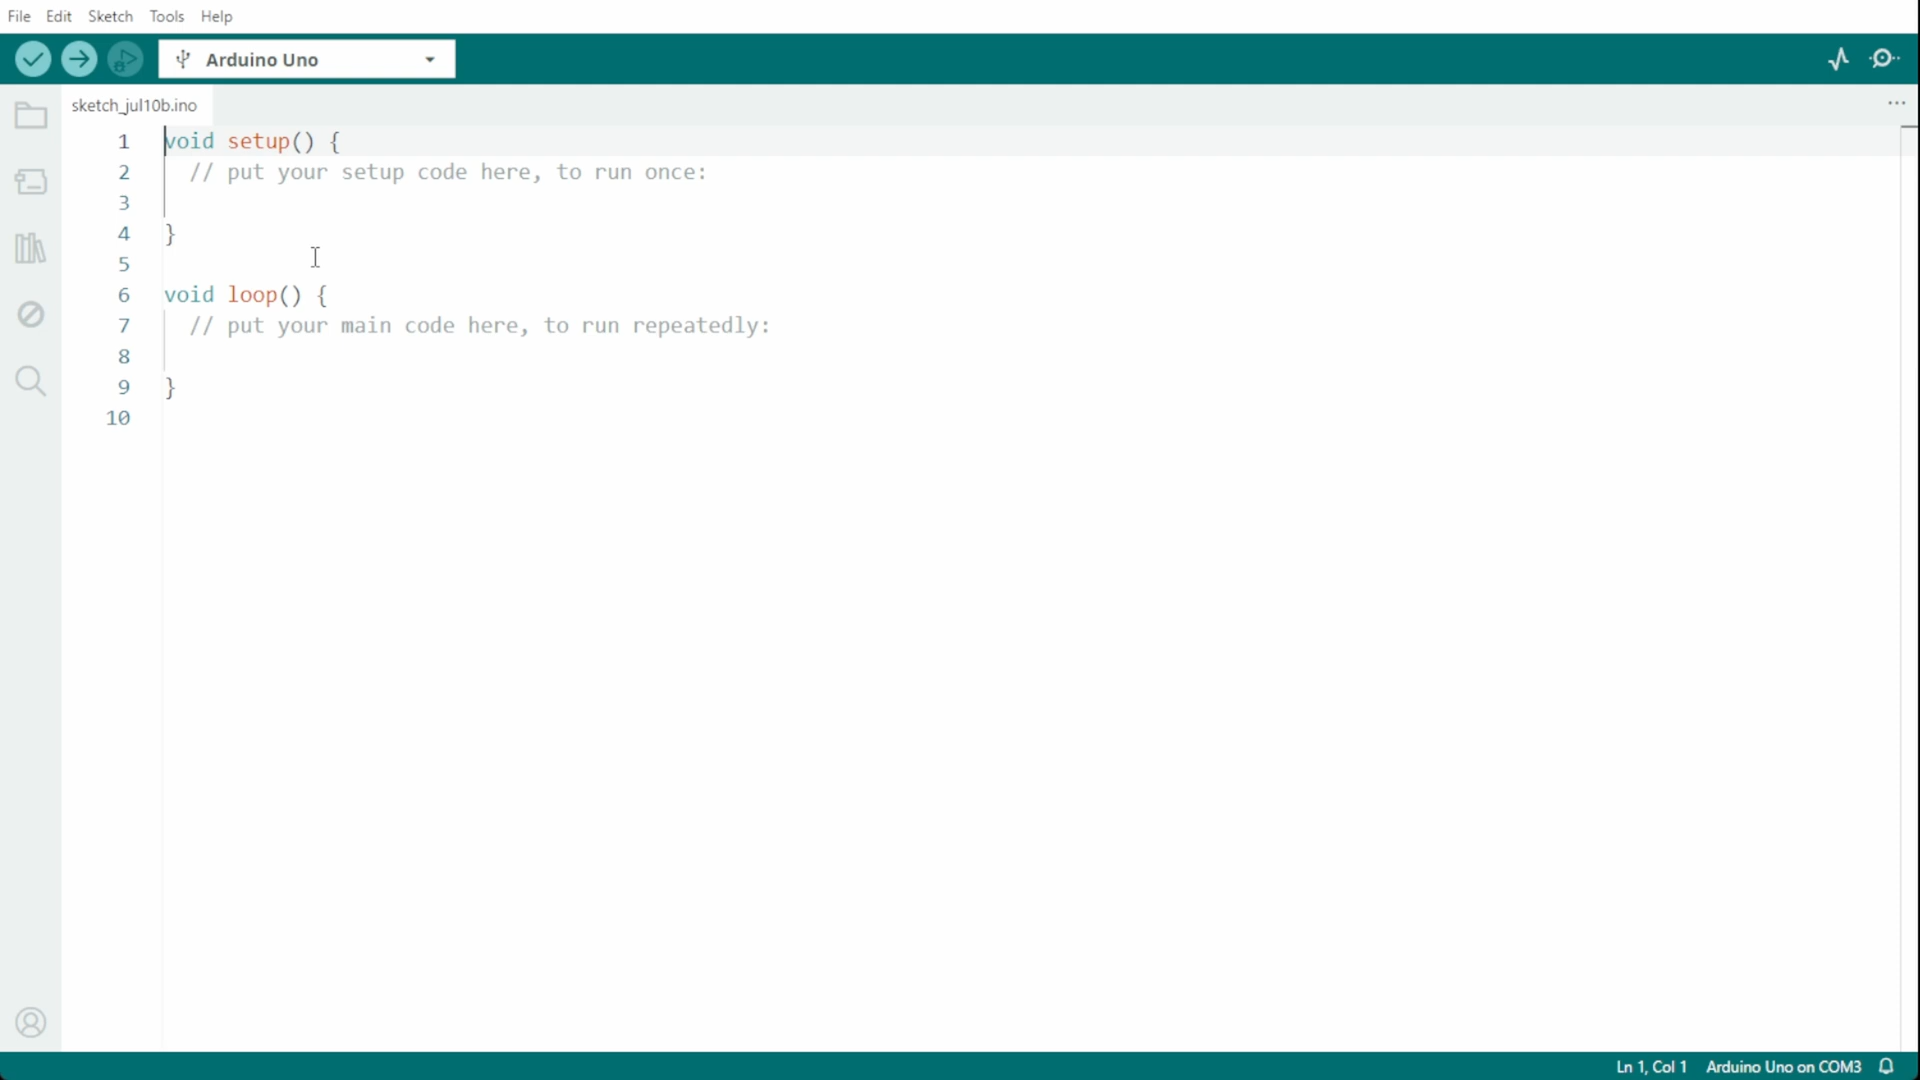 File Edit Sketch Tools Help
Arduino Uno
sketch_jul10b.ino
1 void setup() {
2 // put your setup code here, to run once:
3
4 }
5
6 void loop() {
7 // put your main code here, to run repeatedly:
8
9 }
10
Ln 1, Col 1 Arduino Uno on COM3